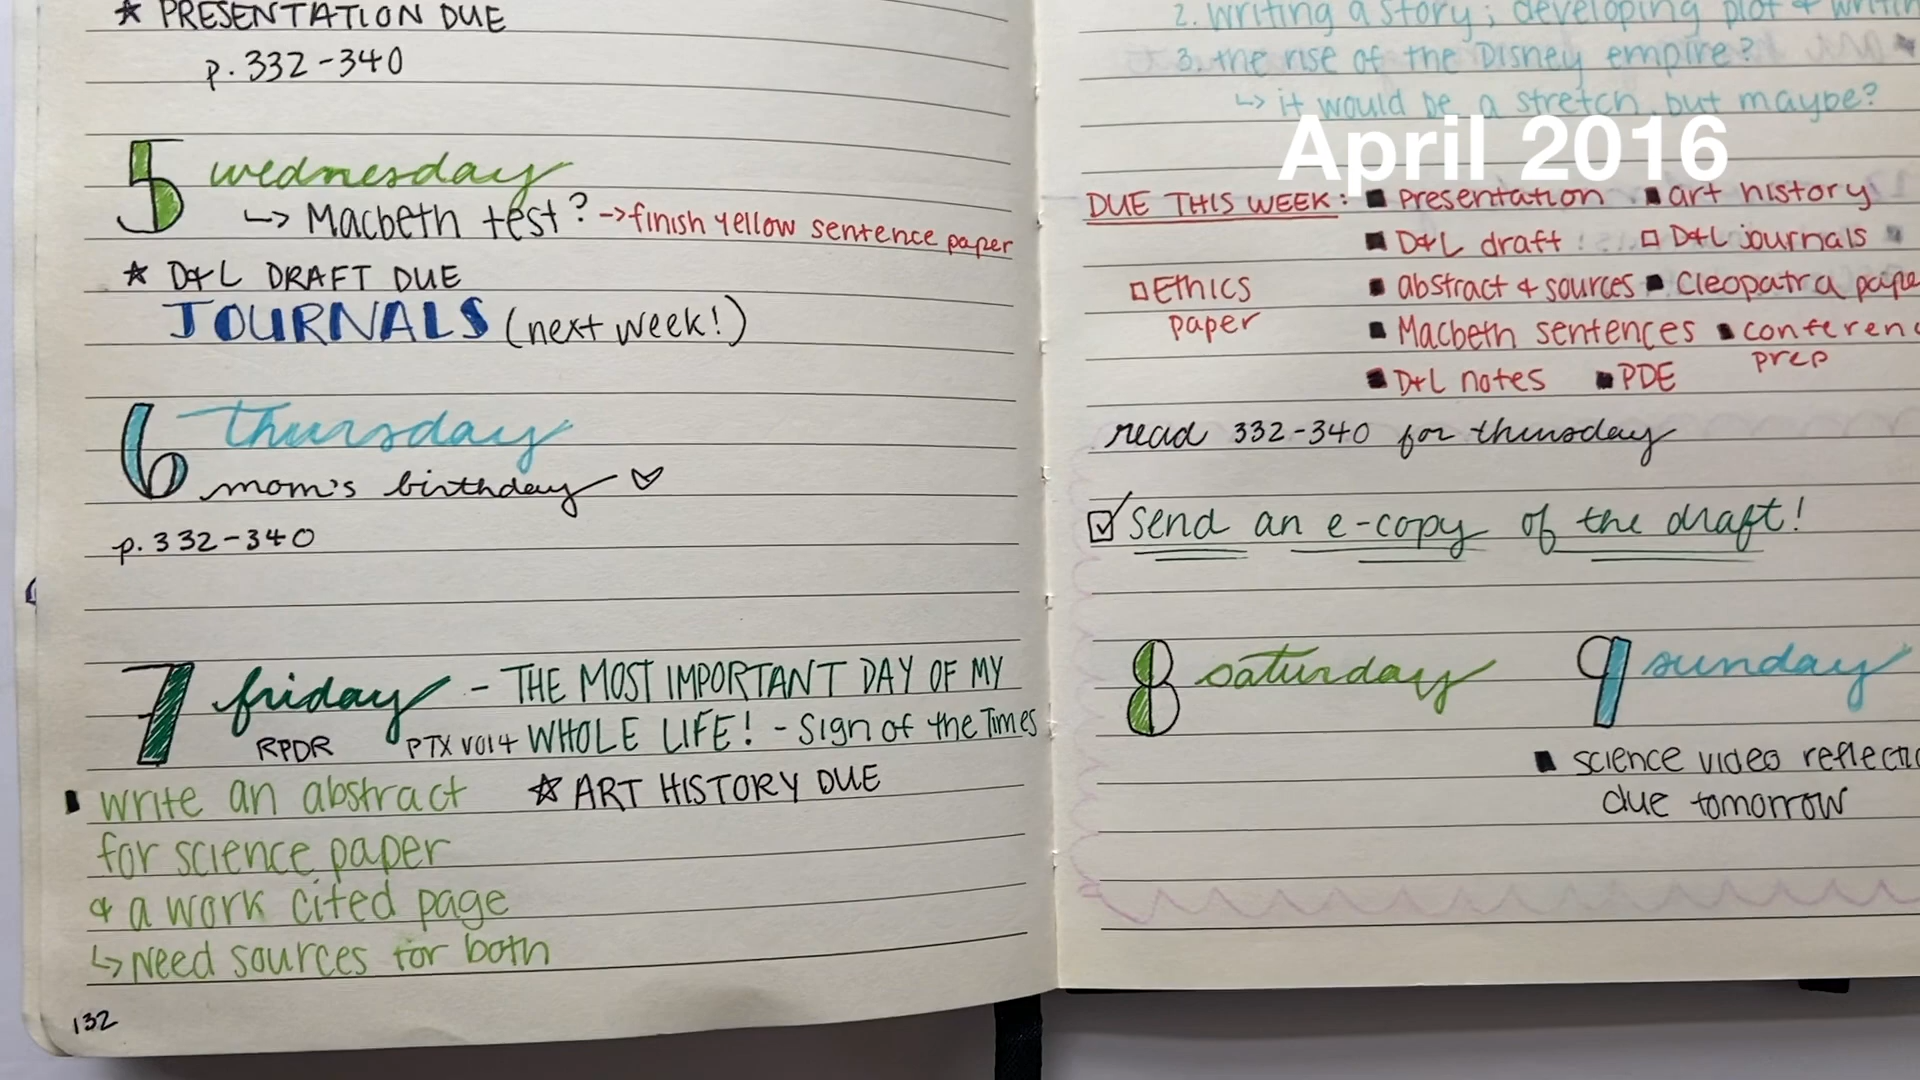 ★ PRESENTATION DUE
p. 332-340
5 wednesday
↳ Macbeth test? → finish yellow sentence paper
★ D+L DRAFT DUE
JOURNALS (next week!)
6 thursday
mom's birthday ♡
p. 332-340
7 friday - THE MOST IMPORTANT DAY OF MY
RPDR PTX vol 4 WHOLE LIFE! - Sign of the Times
■ write an abstract ☆ ART HISTORY DUE
for science paper
& a work cited page
↳ need sources for both
132
2. writing a story; developing plot +
3. the rise of the Disney empire?
↳ it would be a stretch, but maybe?
April 2016
DUE THIS WEEK: ■ presentation ■ art history
■ D+L draft □ D+L journals
□ Ethics ■ abstract & sources ■ Cleopatra
paper ■ Macbeth sentences ■
prep
■ D+L notes ■ PDE
read 332-340 for thursday
☑ send an e-copy of the draft!
8 saturday 9 sunday
■ science video
due tomorrow